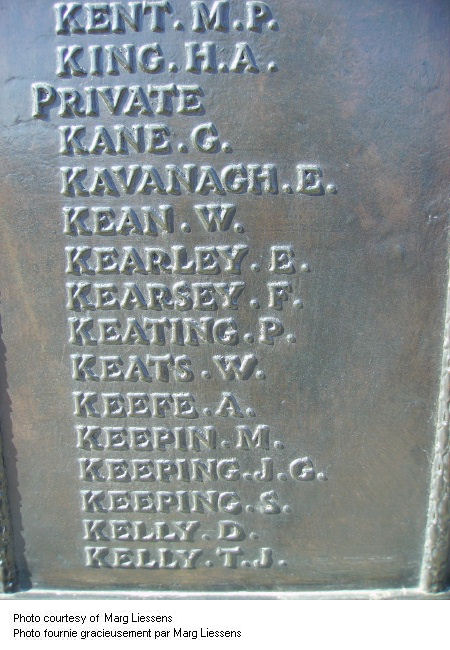 KENT. M.P.
KING. H.A.
PRIVATE
KANE. G.
KAVANAGH. E.
KEAN. W.
KEARLEY. E.
KEARSEY. F.
KEATING. P.
KEATS. W.
KEEFE. A.
KEEPIN. M.
KEEPING. J.G.
KEEPING. S.
KELLY. D.
KELLY. T.J.
Photo courtesy of Marg Liessens
Photo fournie gracieusement par Marg Liessens